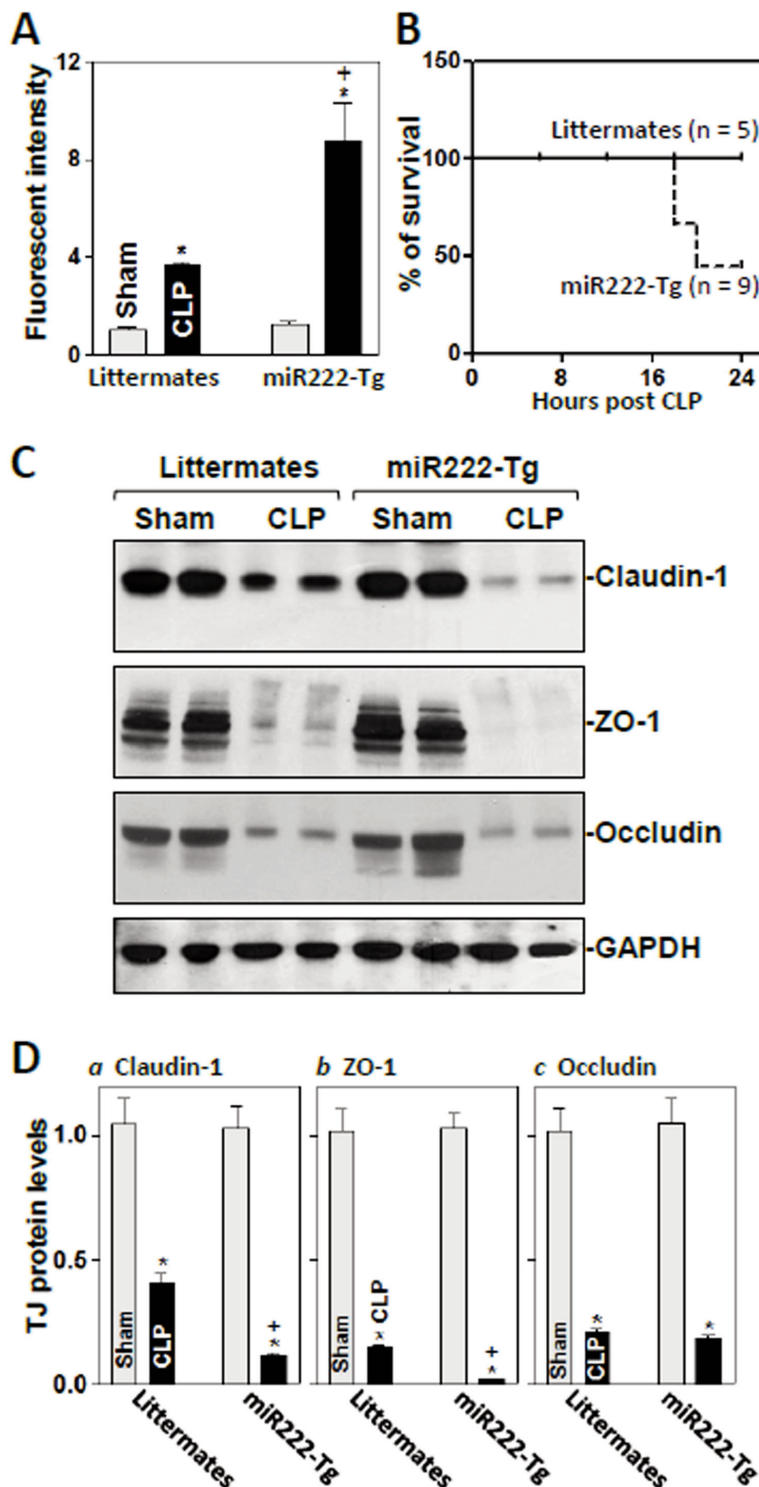 A
Fluorescent intensity
12
8
4
0
Sham
CLP
*
+
*
Littermates
miR222-Tg
B
% of survival
150
100
50
0
Littermates (n = 5)
miR222-Tg (n = 9)
0 8 16 24
Hours post CLP
C
Littermates miR222-Tg
Sham CLP Sham CLP
-Claudin-1
-ZO-1
-Occludin
-GAPDH
D
TJ protein levels
1.0
0.5
0.0
a Claudin-1
Sham
CLP
*
+
*
Littermates
miR222-Tg
b ZO-1
Sham
* CLP
+
*
Littermates
miR222-Tg
c Occludin
Sham
CLP
*
*
Littermates
miR222-Tg